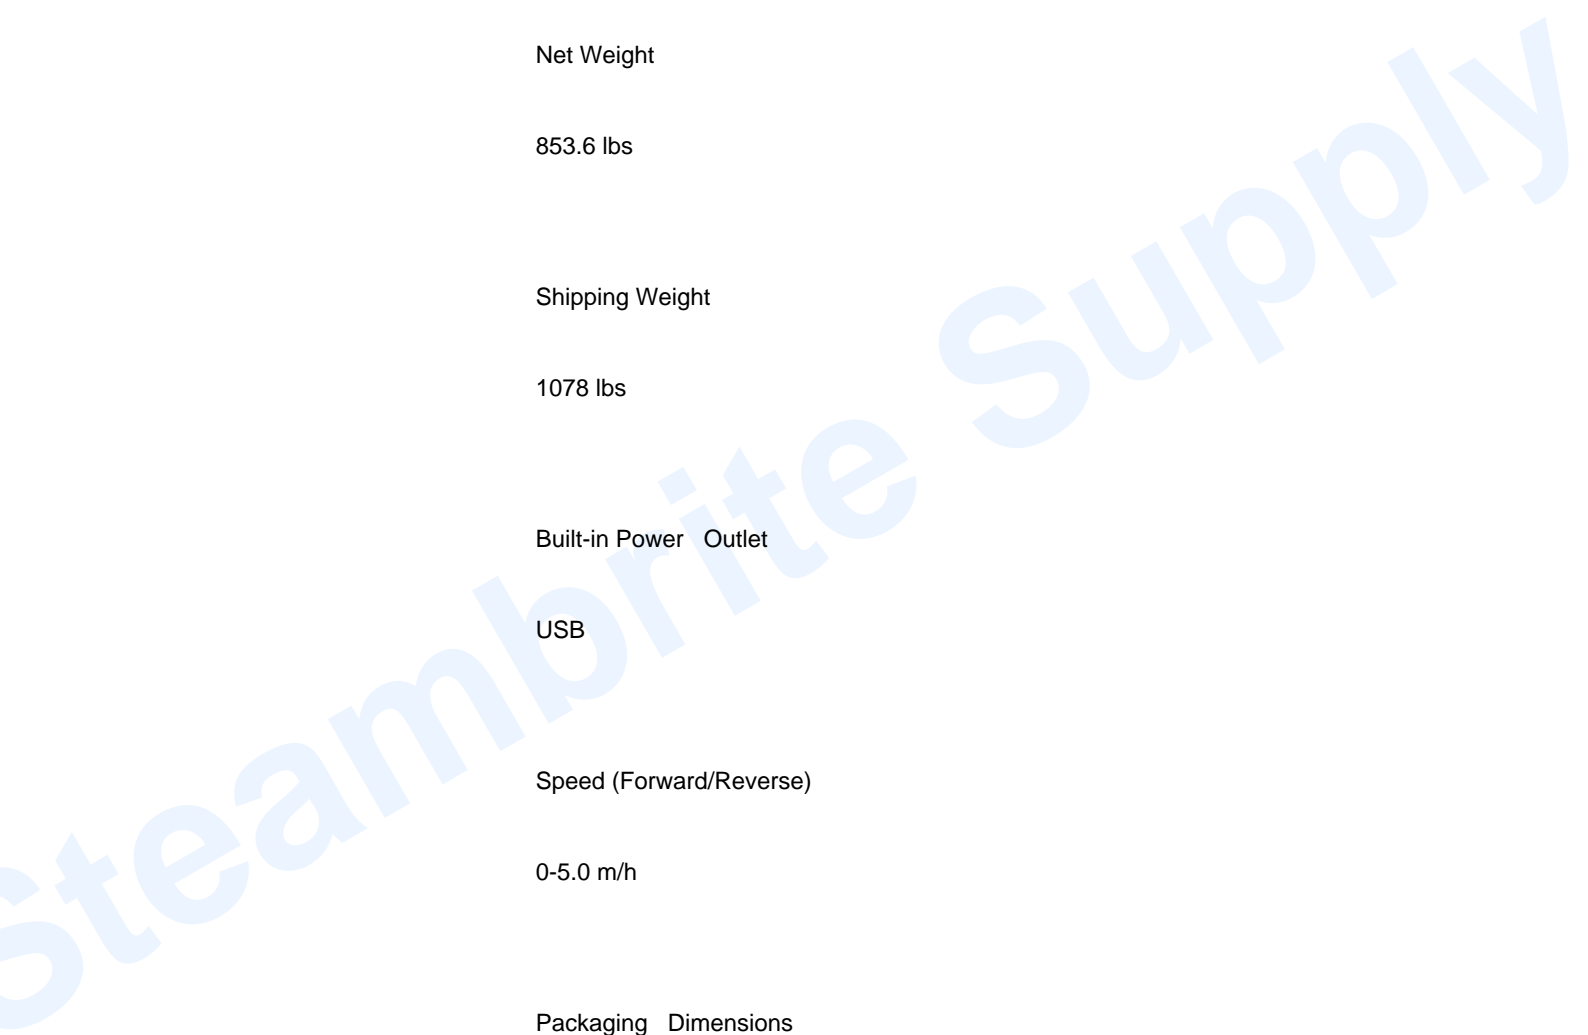 Net Weight
853.6 lbs
Shipping Weight
1078 lbs
Built-in Power   Outlet
USB
Speed (Forward/Reverse)
0-5.0 m/h
Packaging   Dimensions
Steambrite Supply